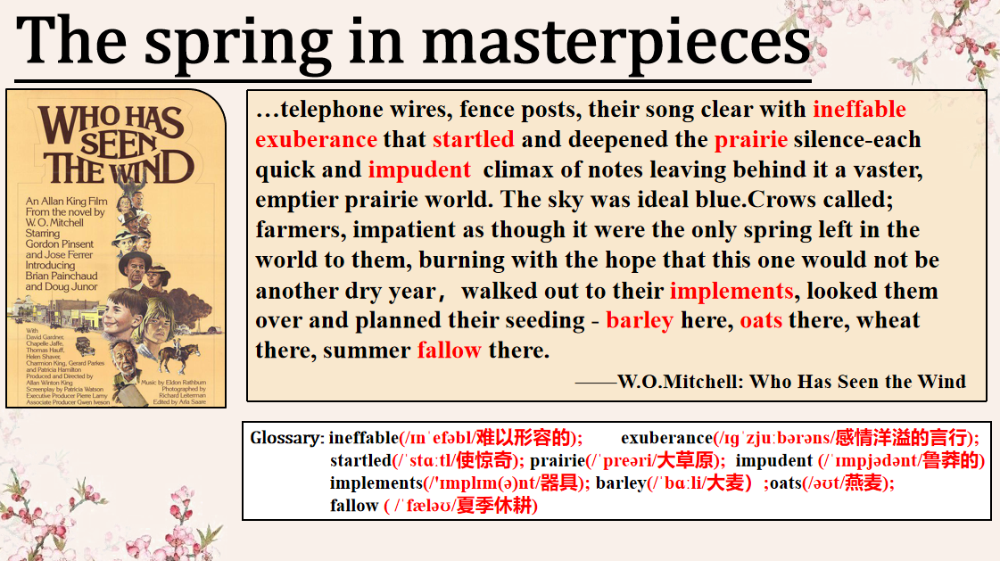 The spring in masterpieces
WHO HAS
SEEN
THE WIND
An Allan King Film
From the novel by
W. O. Mitchell
Starring
Gordon Pinsent
and Jose Ferrer
Introducing
Brian Painchaud
and Doug Junor
With
David Gardner,
Chapelle Jaffe,
Thomas Hauff,
Helen Shaver,
Charmion King, Gerard Parkes
and Patricia Hamilton
Produced and Directed by
Allan Winton King
Screenplay by Patricia Watson
Executive Producer Pierre Lamy
Associate Producer Gwen Iveson
Music by Eldon Rathburn
Photographed by
Richard Leiterman
Edited by Arla Saare
…telephone wires, fence posts, their song clear with ineffable
exuberance that startled and deepened the prairie silence-each
quick and impudent climax of notes leaving behind it a vaster,
emptier prairie world. The sky was ideal blue.Crows called;
farmers, impatient as though it were the only spring left in the
world to them, burning with the hope that this one would not be
another dry year，walked out to their implements, looked them
over and planned their seeding - barley here, oats there, wheat
there, summer fallow there.
——W.O.Mitchell: Who Has Seen the Wind
Glossary: ineffable(/ɪnˈefəbl/难以形容的); exuberance(/ɪɡˈzjuːbərəns/感情洋溢的言行);
startled(/ˈstɑːtl/使惊奇); prairie(/ˈpreəri/大草原); impudent (/ˈɪmpjədənt/鲁莽的)
implements(/'ɪmplɪm(ə)nt/器具); barley(/ˈbɑːli/大麦）;oats(/əʊt/燕麦);
fallow ( /ˈfæləʊ/夏季休耕)